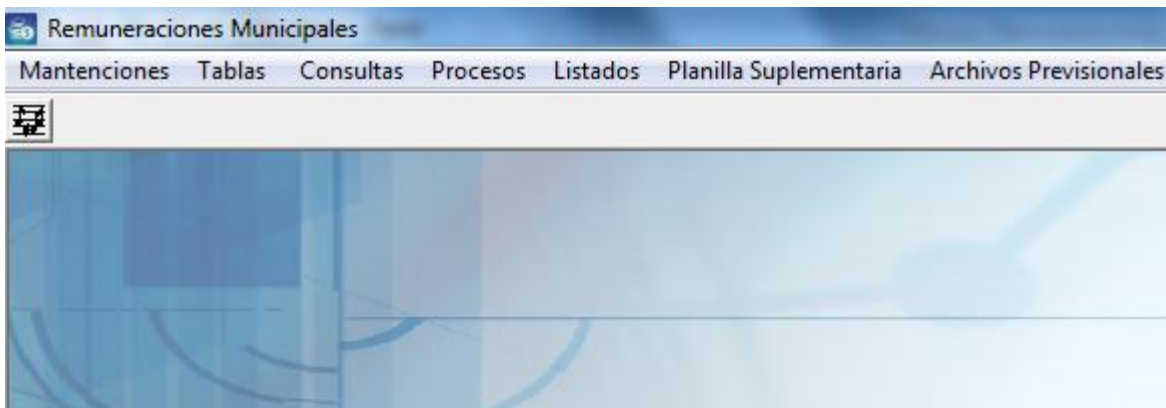 Remuneraciones Municipales
Mantenciones Tablas Consultas Procesos Listados Planilla Suplementaria Archivos Previsionales